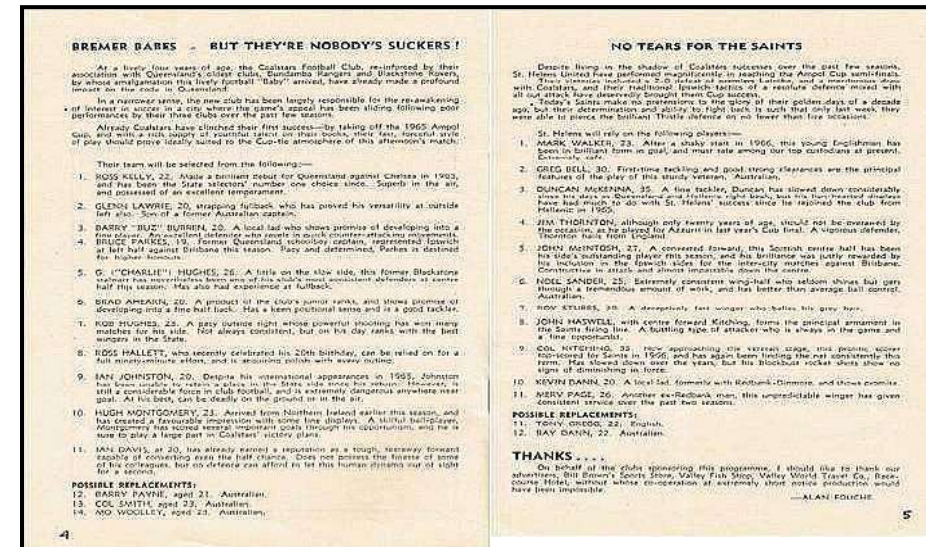 BREMER BABES - BUT THEY'RE NOBODY'S SUCKERS !
At a lively four years of age, the Coalstars Football Club, re-inforced by their
association with Queensland's oldest clubs, Bundamba Rangers and Blackstone Rovers,
by whose amalgamation this lively football "Baby" arrived, have already made a profound
impact on the code in Queensland.
In a narrower sense, the new club has been largely responsible for the re-awakening
of interest in soccer in a city where the game's appeal has been sliding following poor
performances by their three clubs over the past few seasons.
Already Coalstars have clinched their first success—by taking off the 1965 Ampol
Cup, and with a rich supply of youthful talent on their books, their fast, forceful style
of play should prove ideally suited to the Cup-tie atmosphere of this afternoon's match.
Their team will be selected from the following:—
1. ROSS KELLY, 22. Made a brilliant debut for Queensland against Chelsea in 1965,
and has been the State selectors' number one choice since. Superb in the air,
and possessed of an excellent temperament.
2. GLENN LAWRIE, 20, strapping fullback who has proved his versatility at outside
left also. Son of a former Australian captain.
3. BARRY "BUZ" BIJRREN, 20. A local lad who shows promise of developing into a
fine player. An excellent defender who revels in quick counter-attacking movements.
4. BRUCE PARKES, 19. Former Queensland schoolboy captain, represented Ipswich
at left half against Brisbane this season. Pacy and determined, Parkes is destined
for higher honours.
5. G. ("CHARLIE") HUGHES, 26. A little on the slow side, this former Blackstone
stalwart has nevertheless been one of his club's most consistent defenders at centre
half this season. Has also had experience at fullback.
6. BRAD AHEARN, 20. A product of the club's junior ranks, and shows promise of
developing into a fine half back. Has a keen positional sense and is a good tackler.
7. ROB HUGHES, 23. A pacy outside right whose powerful shooting has won many
matches for his side. Not always consistent, but on his day ranks with the best
wingers in the State.
8. ROSS HALLETT, who recently celebrated his 20th birthday, can be relied on for a
full ninety-minute effort, and is acquiring polish with every outing.
9. IAN JOHNSTON, 20. Despite his international appearances in 1965, Johnston
has been unable to retain a place in the State side since his return. However, is
still a considerable force in club football, and is extremely dangerous anywhere near
goal. At his best, can be deadly on the ground or in the air.
10. HUGH MONTGOMERY, 23. Arrived from Northern Ireland earlier this season, and
has created a favourable impression with some fine displays. A skilful ball-player,
Montgomery has scored several important goals through his opportunism, and he is
sure to play a large part in Coalstars' victory plans.
11. IAN DAVIS, at 20, has already earned a reputation as a tough, tearaway forward
capable of converting even the half chance. Does not possess the finesse of some
of his colleagues, but no defence can afford to let this human dynamo out of sight
for a second.
POSSIBLE REPLACEMENTS:
12. BARRY PAYNE, aged 21. Australian.
13. COL SMITH, aged 23. Australian.
14. MO WOOLLEY, aged 23. Australian.
4
NO TEARS FOR THE SAINTS
Despite living in the shadow of Coalstars successes over the past few seasons,
St. Helens United have performed magnificently in reaching the Ampol Cup semi-finals.
Their victories included a 2-0 defeat of premiers Latrobe, and a meritorious draw
with Coalstars, and their traditional Ipswich tactics of a resolute defence mixed with
all out attack have deservedly brought them Cup success.
Today's Saints make no pretensions to the glory of their golden days of a decade
ago, but their determination and ability to fight back is such that only last week, they
were able to pierce the brilliant Thistle defence on no fewer than five occasions.
St. Helens will rely on the following players:—
1. MARK WALKER, 23. After a shaky start in 1966, this young Englishman has
been in brilliant form in goal, and must rate among our top custodians at present.
Extremely safe.
2. GREG BELL, 30. First-time tackling and good strong clearances are the principal
features of the play of this sturdy veteran. Australian.
3. DUNCAN McKENNA, 35. A fine tackler, Duncan has slowed down considerably
since his days as Queensland and Hellenic right back, but his lion-hearted displays
have had much to do with St. Helens' success since he rejoined the club from
Hellenic in 1965.
4. JIM THORNTON, although only twenty years of age, should not be overawed by
the occasion, as he played for Azzurri in last year's Cup final. A vigorous defender,
Thornton hails from England.
5. JOHN McINTOSH, 27. A converted forward, this Scottish centre half has been
his side's outstanding player this season, and his brilliance was justly rewarded by
his inclusion in the Ipswich sides for the inter-city matches against Brisbane.
Constructive in attack and almost impassable down the centre.
6. NOEL SANDER, 25. Extremely consistent wing-half who seldom shines but gets
through a tremendous amount of work, and has better than average ball control.
Australian.
7. ROY STUBBS, 30. A deceptively fast winger who belies his grey hair.
8. JOHN HASWELL, with centre forward Kitching, forms the principal armament in
the Saints firing line. A bustling type of attacker who is always in the game and
a fine opportunist.
9. COL KITCHING, 33. Now approaching the veteran stage, this prolific scorer
top-scored for Saints in 1966, and has again been finding the net consistently this
term. Has slowed down over the years, but his blockbust rocket shots show no
signs of diminishing in force.
10. KEVIN DANN, 20. A local lad, formerly with Redbank-Dinmore, and shows promise.
11. MERV PAGE, 26. Another ex-Redbank man, this unpredictable winger has given
consistent service over the past two seasons.
POSSIBLE REPLACEMENTS:
11. TONY GREGG, 22. English.
12. RAY DANN, 22. Australian.
THANKS....
On behalf of the clubs sponsoring this programme, I should like to thank our
advertisers, Bill Brown's Sports Store, Valley Fish Shop, Valley World Travel Co., Race-
course Hotel, without whose co-operation at extremely short notice production would
have been impossible.
—ALAN FOUCHE
5